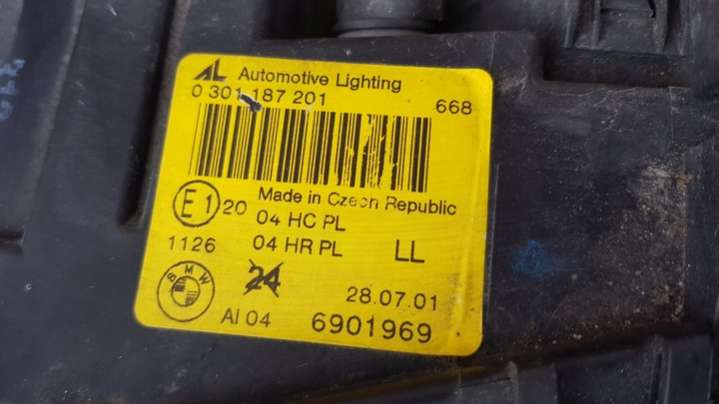 AL Automotive Lighting
0 301 187 201
668
Made in Czech Republic
E1 20
04 HC PL
1126
04 HR PL
LL
BMW
24
28.07.01
AI 04
6901969